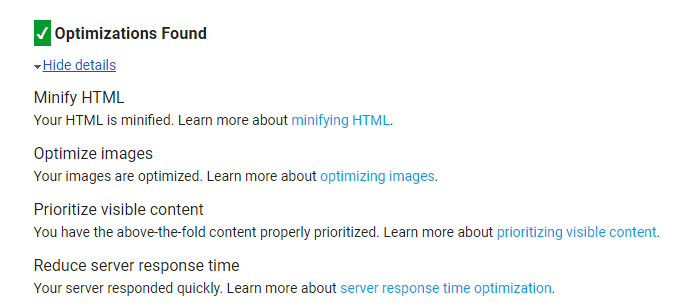 Optimizations Found
Hide details
Minify HTML
Your HTML is minified. Learn more about minifying HTML.
Optimize images
Your images are optimized. Learn more about optimizing images.
Prioritize visible content
You have the above-the-fold content properly prioritized. Learn more about prioritizing visible content.
Reduce server response time
Your server responded quickly. Learn more about server response time optimization.